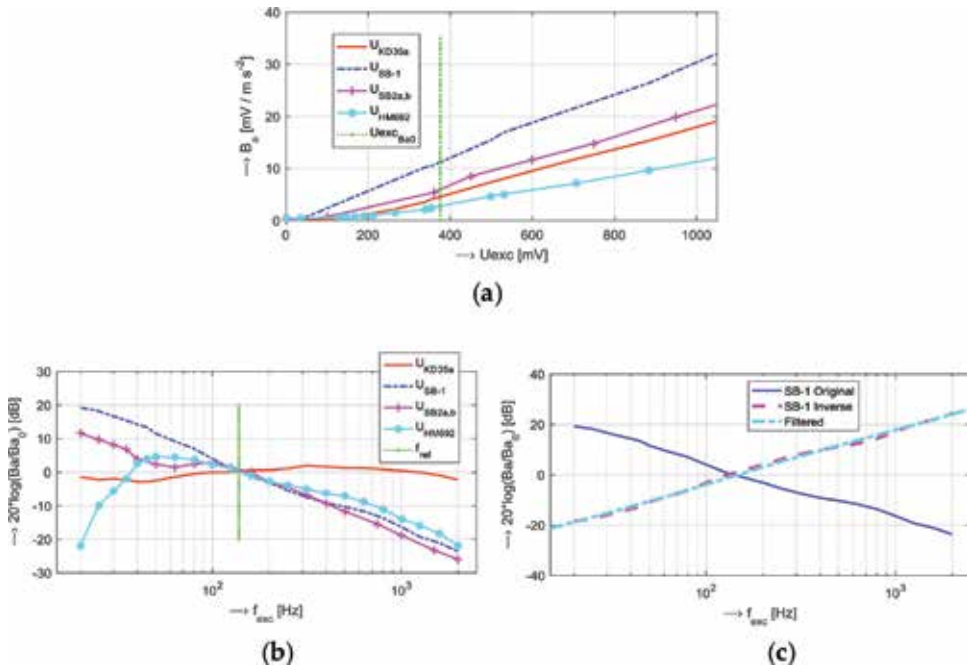 40
30
20
10
0
0 200 400 600 800 1000
U_KD35a
U_SB-1
U_SB2a,b
U_HM692
Uexc_Ba0
—> B_a [mV / m s^-2]
—> Uexc [mV]
(a)
30
20
10
0
-10
-20
-30
10^2 10^3
U_KD35a
U_SB-1
U_SB2a,b
U_HM692
f_ref
—> 20*log(Ba/Ba_0) [dB]
—> f_exc [Hz]
(b)
40
20
0
-20
-40
10^2 10^3
SB-1 Original
SB-1 Inverse
Filtered
—> 20*log(Ba/Ba_0) [dB]
—> f_exc [Hz]
(c)